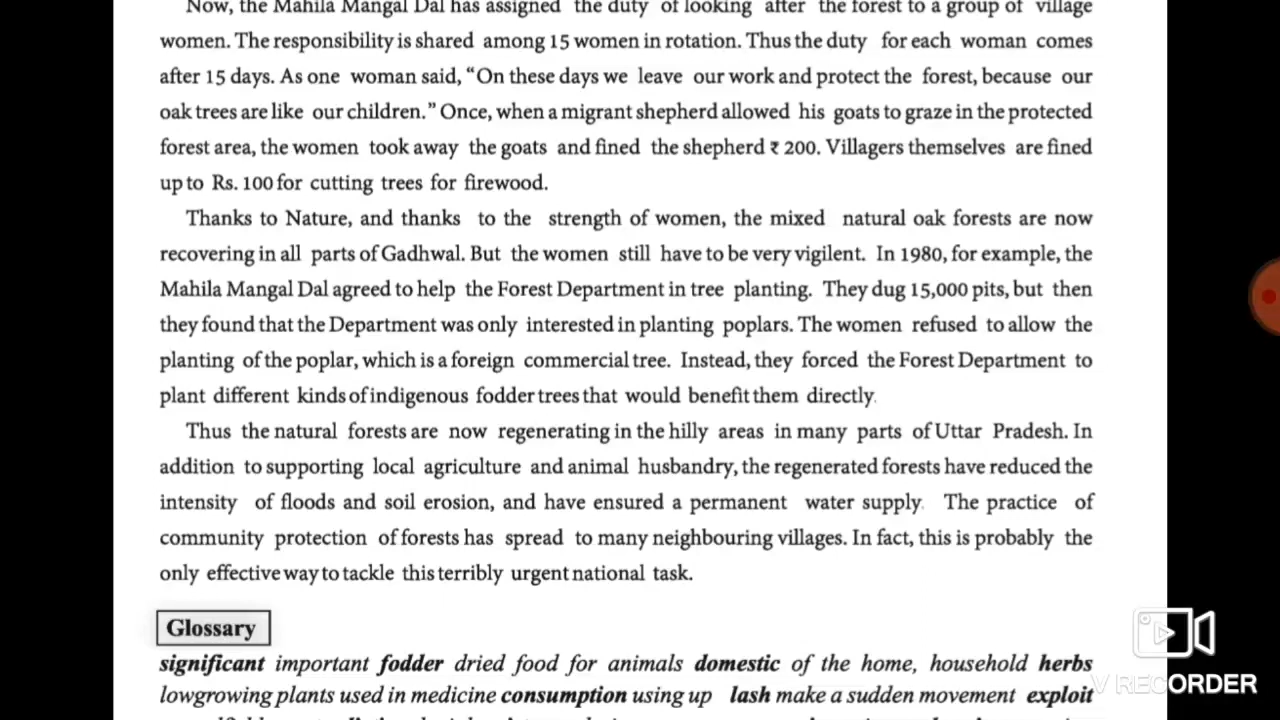 Now, the Mahila Mangal Dal has assigned the duty of looking after the forest to a group of village
women. The responsibility is shared among 15 women in rotation. Thus the duty for each woman comes
after 15 days. As one woman said, “On these days we leave our work and protect the forest, because our
oak trees are like our children.” Once, when a migrant shepherd allowed his goats to graze in the protected
forest area, the women took away the goats and fined the shepherd ₹ 200. Villagers themselves are fined
up to Rs. 100 for cutting trees for firewood.
Thanks to Nature, and thanks to the strength of women, the mixed natural oak forests are now
recovering in all parts of Gadhwal. But the women still have to be very vigilent. In 1980, for example, the
Mahila Mangal Dal agreed to help the Forest Department in tree planting. They dug 15,000 pits, but then
they found that the Department was only interested in planting poplars. The women refused to allow the
planting of the poplar, which is a foreign commercial tree. Instead, they forced the Forest Department to
plant different kinds of indigenous fodder trees that would benefit them directly.
Thus the natural forests are now regenerating in the hilly areas in many parts of Uttar Pradesh. In
addition to supporting local agriculture and animal husbandry, the regenerated forests have reduced the
intensity of floods and soil erosion, and have ensured a permanent water supply. The practice of
community protection of forests has spread to many neighbouring villages. In fact, this is probably the
only effective way to tackle this terribly urgent national task.
Glossary
significant important fodder dried food for animals domestic of the home, household herbs
lowgrowing plants used in medicine consumption using up lash make a sudden movement exploit
V RECORDER